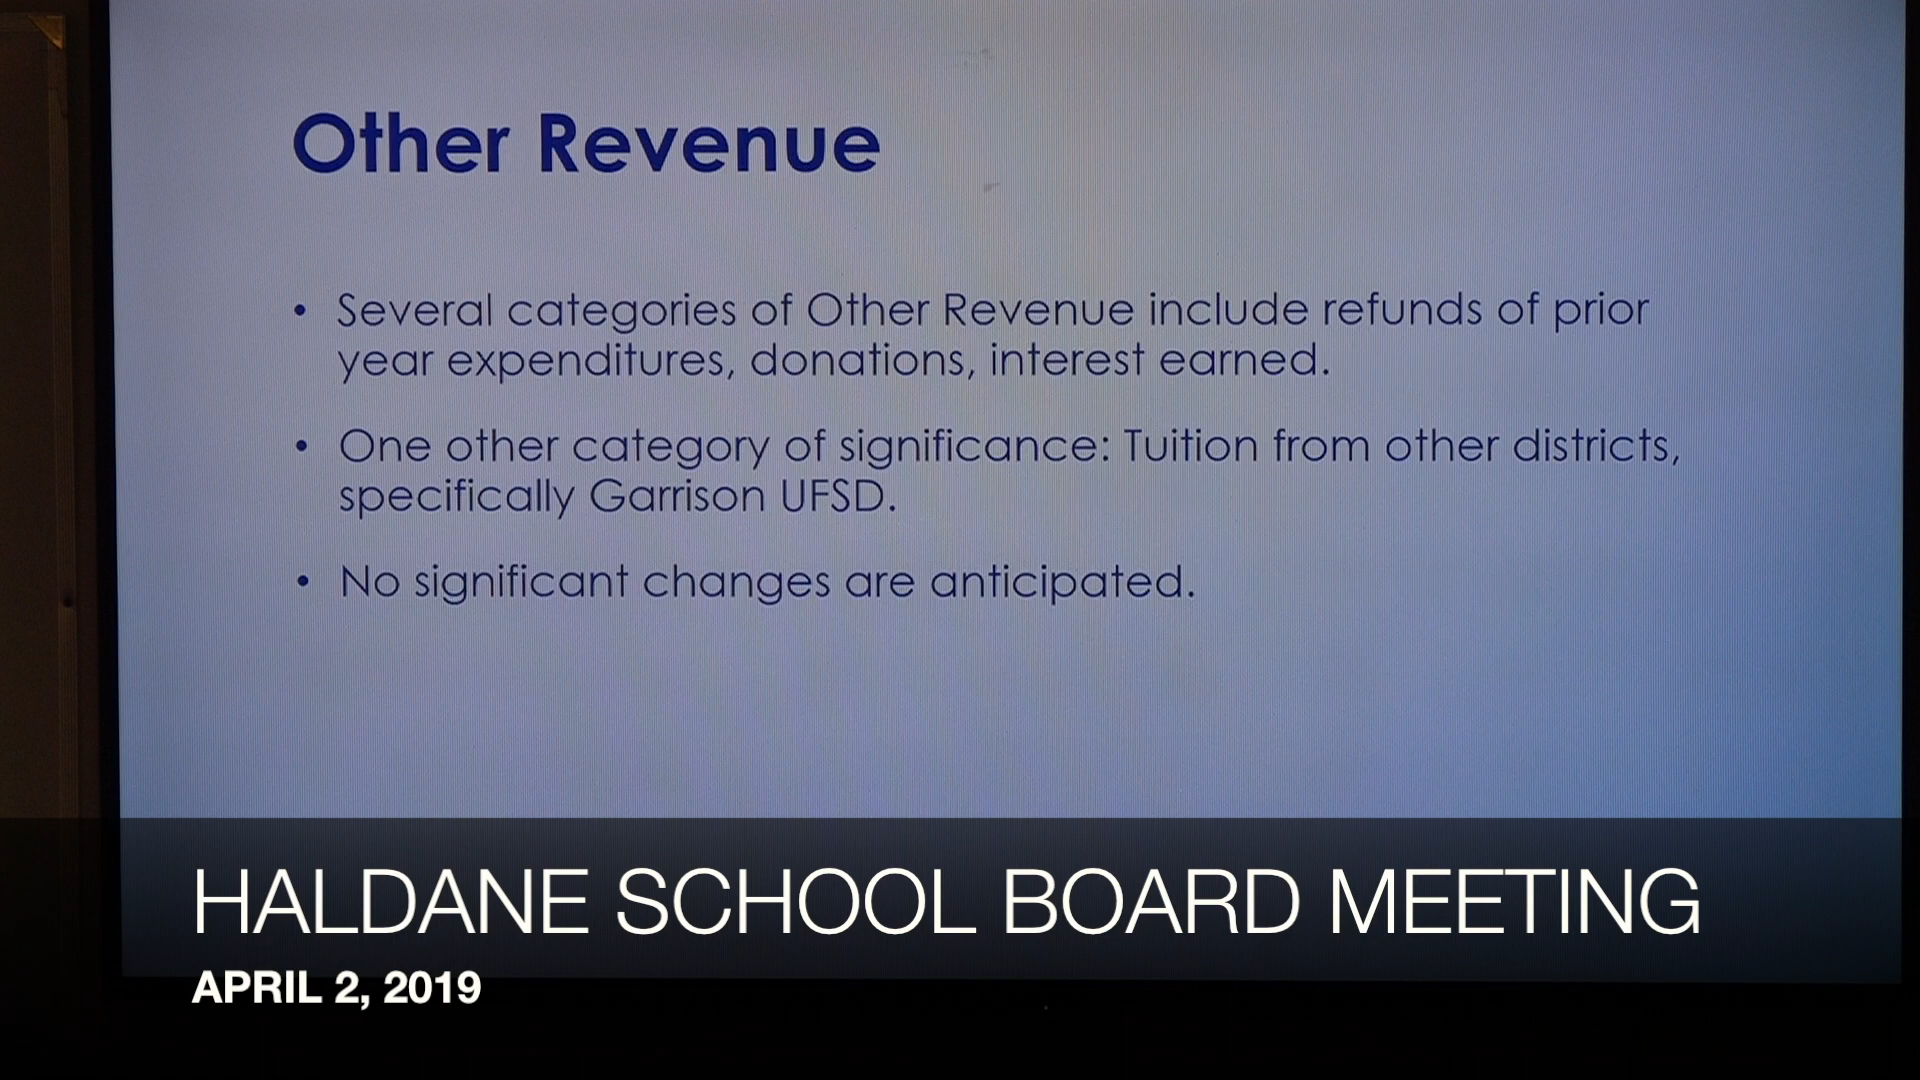 Other Revenue
• Several categories of Other Revenue include refunds of prior
year expenditures, donations, interest earned.
• One other category of significance: Tuition from other districts,
specifically Garrison UFSD.
• No significant changes are anticipated.
HALDANE SCHOOL BOARD MEETING
APRIL 2, 2019